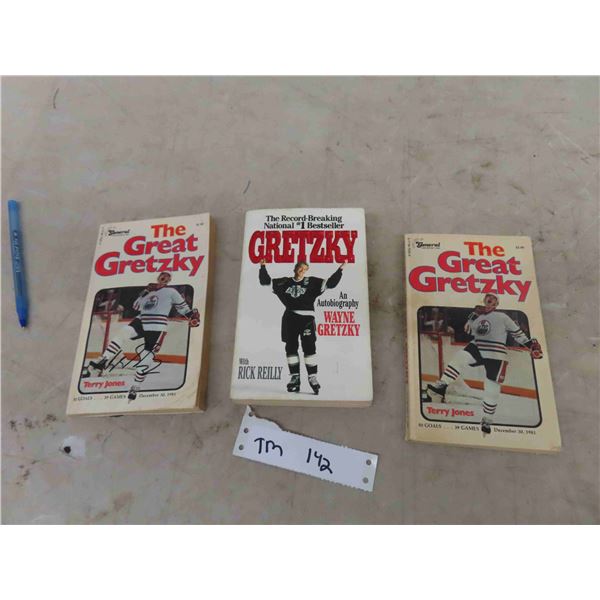 General
The
Great
Gretzky
Terry Jones
50 GOALS . . . 39 GAMES December 30, 1981
The Record-Breaking
National #1 Bestseller
GRETZKY
An
Autobiography
WAYNE
GRETZKY
With
RICK REILLY
General
The
Great
Gretzky
Terry Jones
50 GOALS . . . 39 GAMES December 30, 1981
TM 142